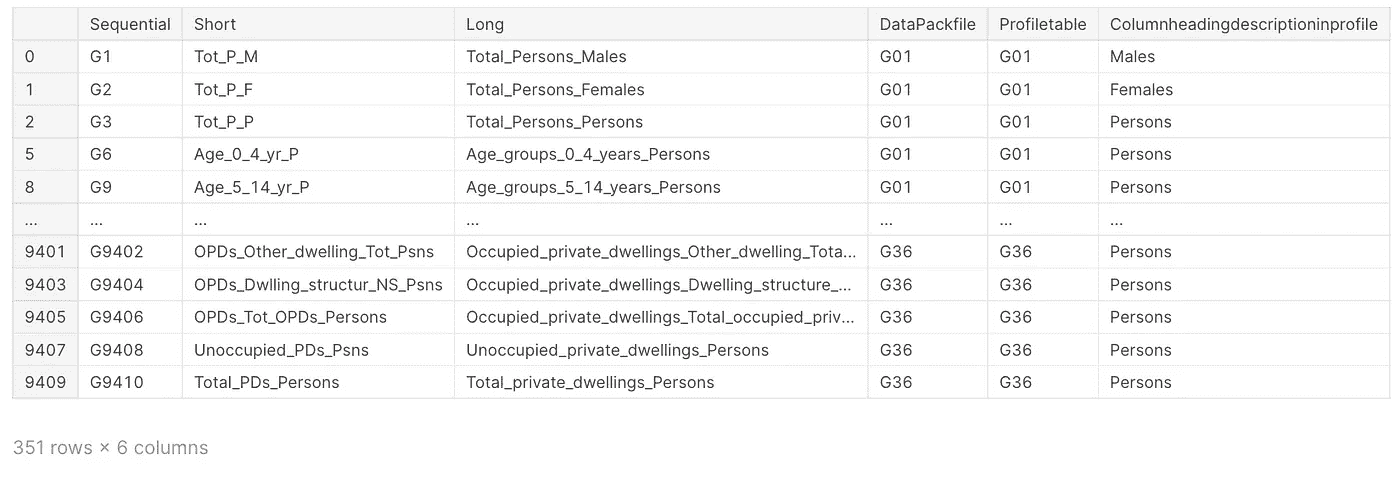 Sequential Short Long DataPackfile Profiletable Columnheadingdescriptioninprofile
0 G1 Tot_P_M Total_Persons_Males G01 G01 Males
1 G2 Tot_P_F Total_Persons_Females G01 G01 Females
2 G3 Tot_P_P Total_Persons_Persons G01 G01 Persons
5 G6 Age_0_4_yr_P Age_groups_0_4_years_Persons G01 G01 Persons
8 G9 Age_5_14_yr_P Age_groups_5_14_years_Persons G01 G01 Persons
... ... ... ... ... ... ...
9401 G9402 OPDs_Other_dwelling_Tot_Psns Occupied_private_dwellings_Other_dwelling_Tota... G36 G36 Persons
9403 G9404 OPDs_Dwlling_structur_NS_Psns Occupied_private_dwellings_Dwelling_structure_... G36 G36 Persons
9405 G9406 OPDs_Tot_OPDs_Persons Occupied_private_dwellings_Total_occupied_priv... G36 G36 Persons
9407 G9408 Unoccupied_PDs_Psns Unoccupied_private_dwellings_Persons G36 G36 Persons
9409 G9410 Total_PDs_Persons Total_private_dwellings_Persons G36 G36 Persons
351 rows × 6 columns